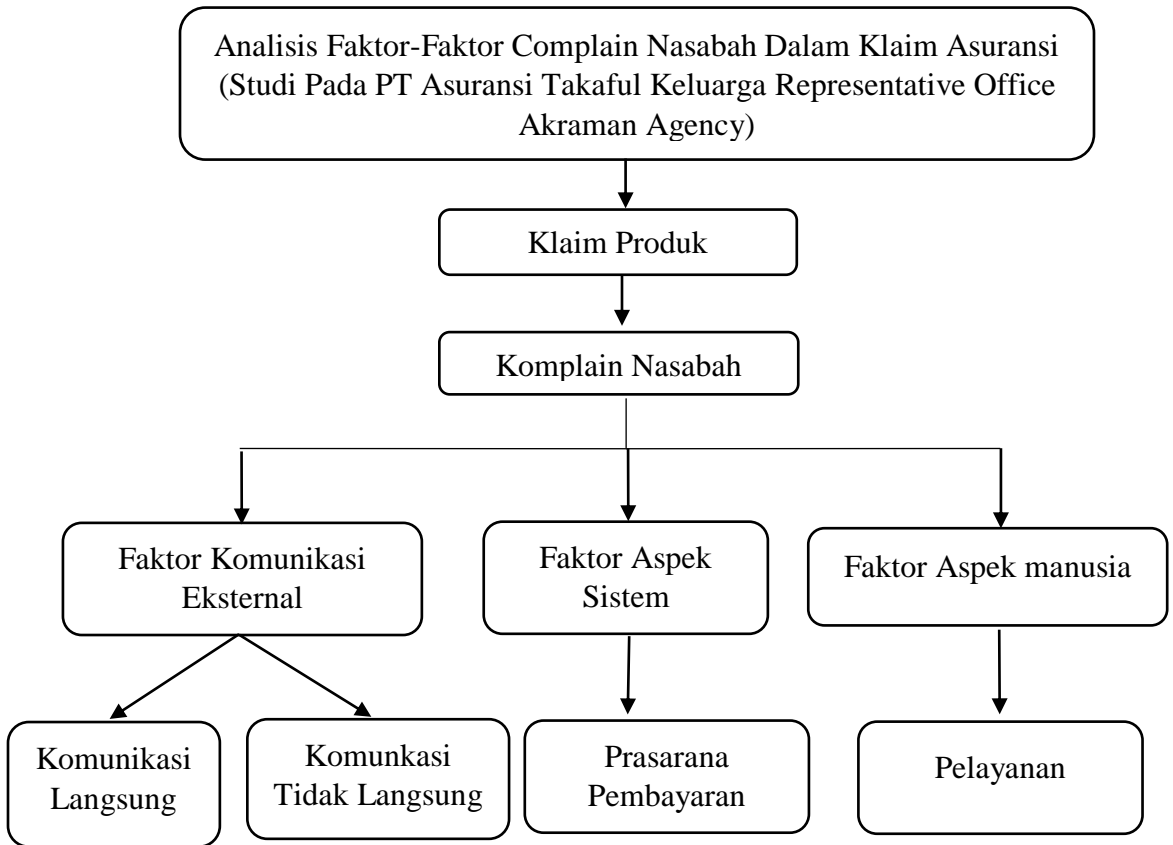 Analisis Faktor-Faktor Complain Nasabah Dalam Klaim Asuransi
(Studi Pada PT Asuransi Takaful Keluarga Representative Office
Akraman Agency)
Klaim Produk
Komplain Nasabah
Faktor Komunikasi
Eksternal
Faktor Aspek
Sistem
Faktor Aspek manusia
Komunikasi
Langsung
Komunkasi
Tidak Langsung
Prasarana
Pembayaran
Pelayanan